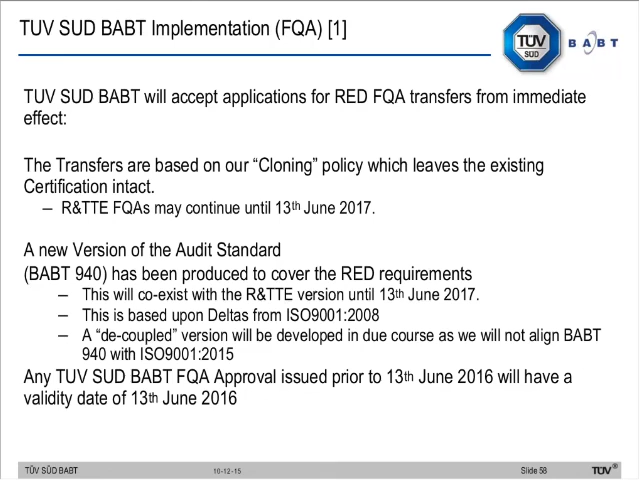 TUV SUD BABT Implementation (FQA) [1]
TÜV
SÜD
BABT
TUV SUD BABT will accept applications for RED FQA transfers from immediate
effect:
The Transfers are based on our “Cloning” policy which leaves the existing
Certification intact.
– R&TTE FQAs may continue until 13th June 2017.
A new Version of the Audit Standard
(BABT 940) has been produced to cover the RED requirements
– This will co-exist with the R&TTE version until 13th June 2017.
– This is based upon Deltas from ISO9001:2008
– A “de-coupled” version will be developed in due course as we will not align BABT
940 with ISO9001:2015
Any TUV SUD BABT FQA Approval issued prior to 13th June 2016 will have a
validity date of 13th June 2016
TÜV SÜD BABT
10-12-15
Slide 58
TÜV®